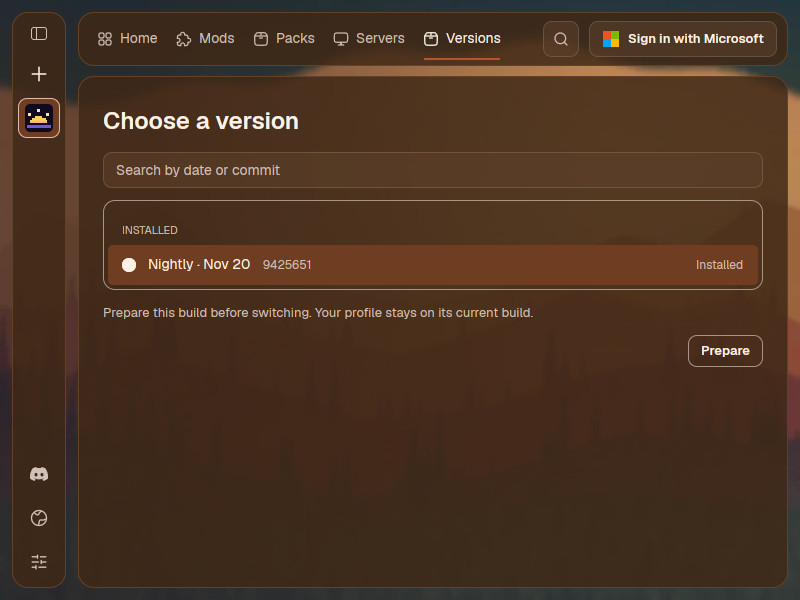 Home
Mods
Packs
Servers
Versions
Sign in with Microsoft
Choose a version
Search by date or commit
INSTALLED
Nightly · Nov 20 9425651 Installed
Prepare this build before switching. Your profile stays on its current build.
Prepare